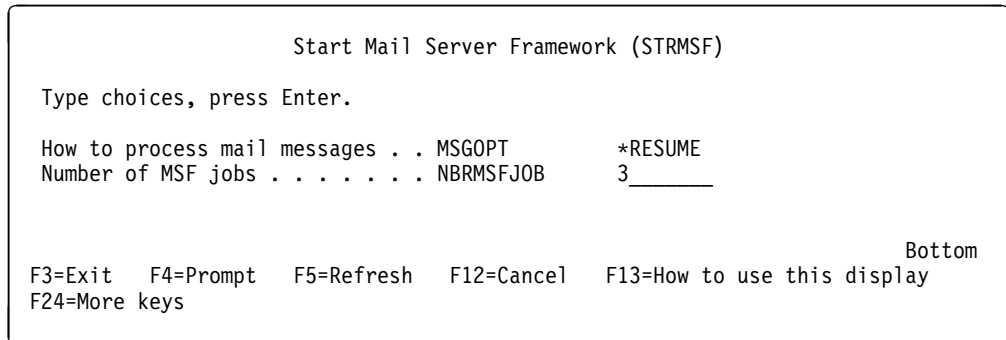 Start Mail Server Framework (STRMSF)
Type choices, press Enter.
How to process mail messages . . MSGOPT *RESUME
Number of MSF jobs . . . . . . . NBRMSFJOB 3_______
Bottom
F3=Exit F4=Prompt F5=Refresh F12=Cancel F13=How to use this display
F24=More keys